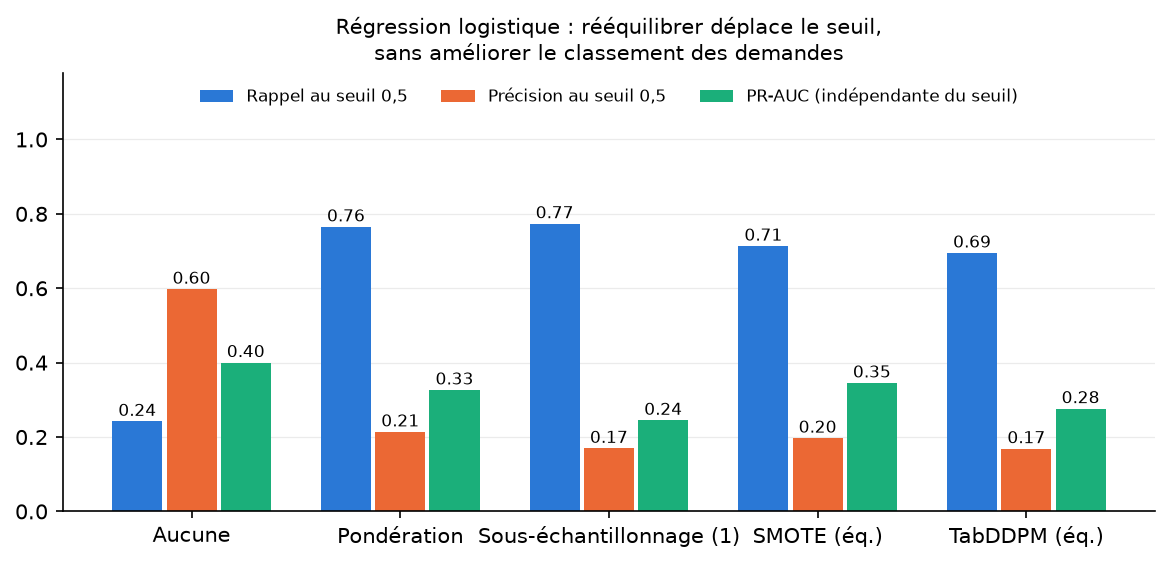 Régression logistique : rééquilibrer déplace le seuil,
sans améliorer le classement des demandes
Rappel au seuil 0,5
Précision au seuil 0,5
PR-AUC (indépendante du seuil)
1.0
0.8
0.6
0.4
0.2
0.0
0.24
0.60
0.40
0.76
0.21
0.33
0.77
0.17
0.24
0.71
0.20
0.35
0.69
0.17
0.28
Aucune
Pondération
Sous-échantillonnage (1)
SMOTE (éq.)
TabDDPM (éq.)